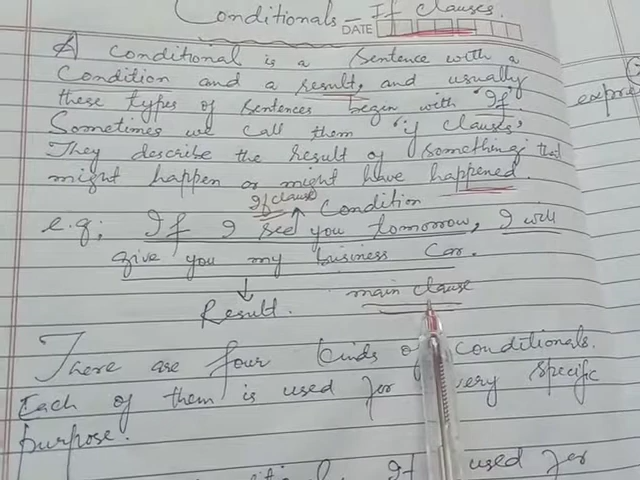 Conditionals - If clauses.
DATE
A conditional is a sentence with a
Condition and a result, and usually
these types of sentences begin with "If"
Sometimes we call them "if clauses"
They describe the result of something that
might happen or might have happened.
If clause Condition
e.g; If I see you tomorrow, I will
give you my business Car.
main clause
Result.
There are four kinds of conditionals.
Each of them is used for very specific
purpose.
If used for